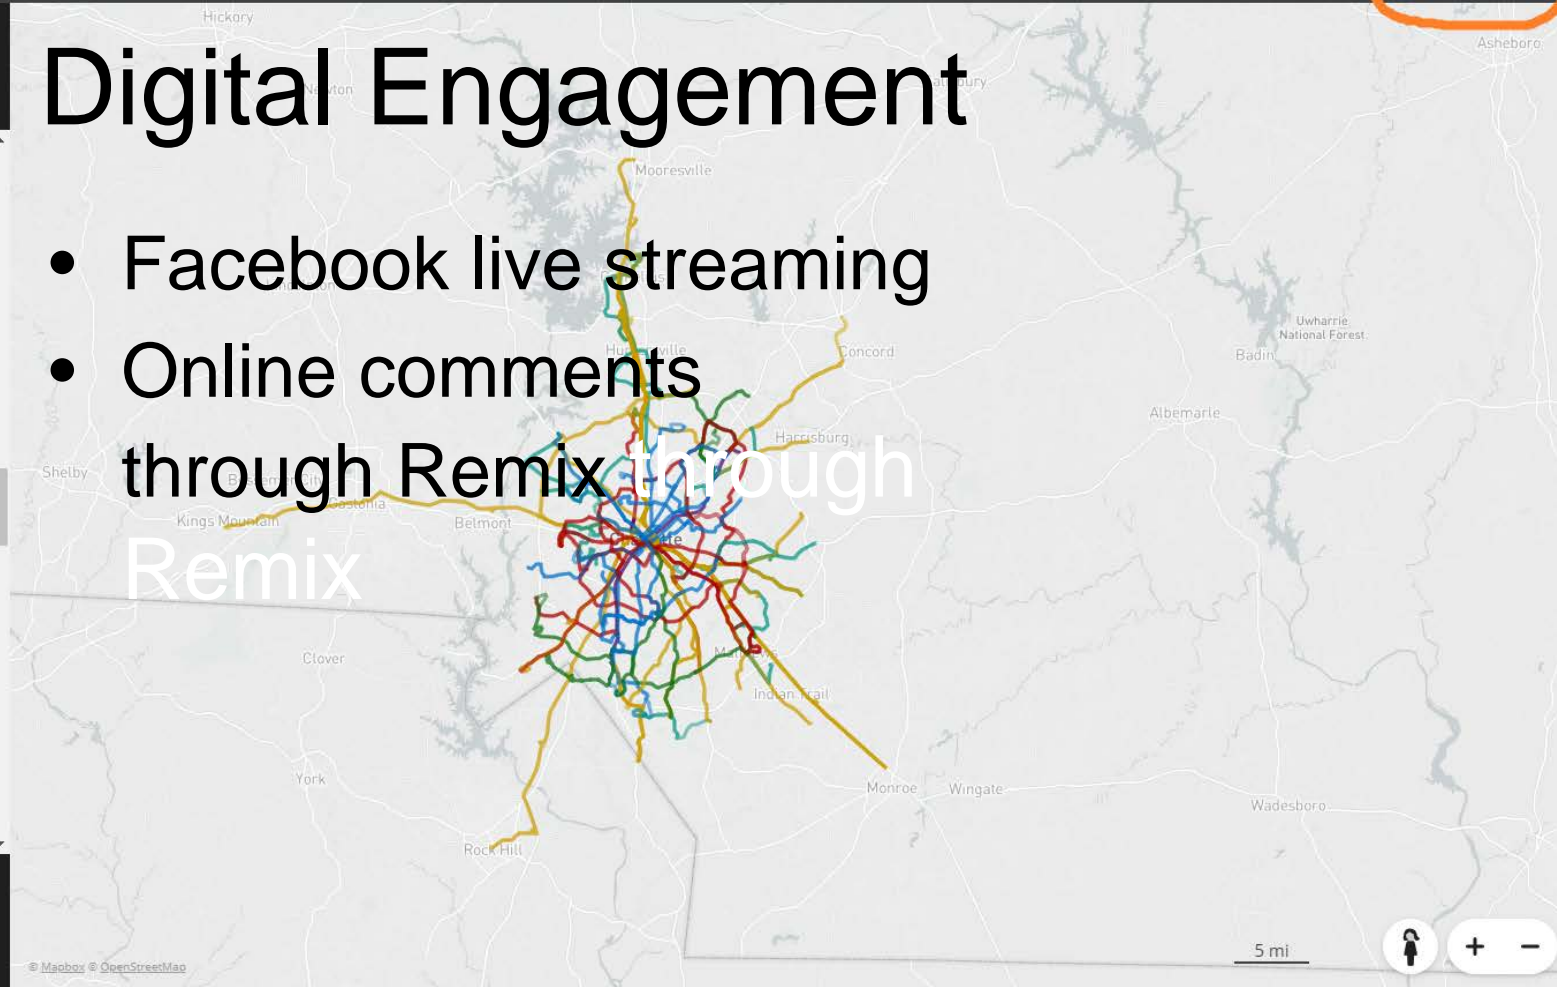 Hickory
Asheboro
Digital Engagement
Mooresville
• Facebook live streaming
Uwharrie
National Forest
Badin
Concord
• Online comments
Albemarle
Harrisburg
Shelby
through Remix through
Kings Mountain
Belmont
Remix
Clover
Indian Trail
York
Monroe
Wingate
Wadesboro
Rock Hill
5 mi
+ −
© Mapbox © OpenStreetMap